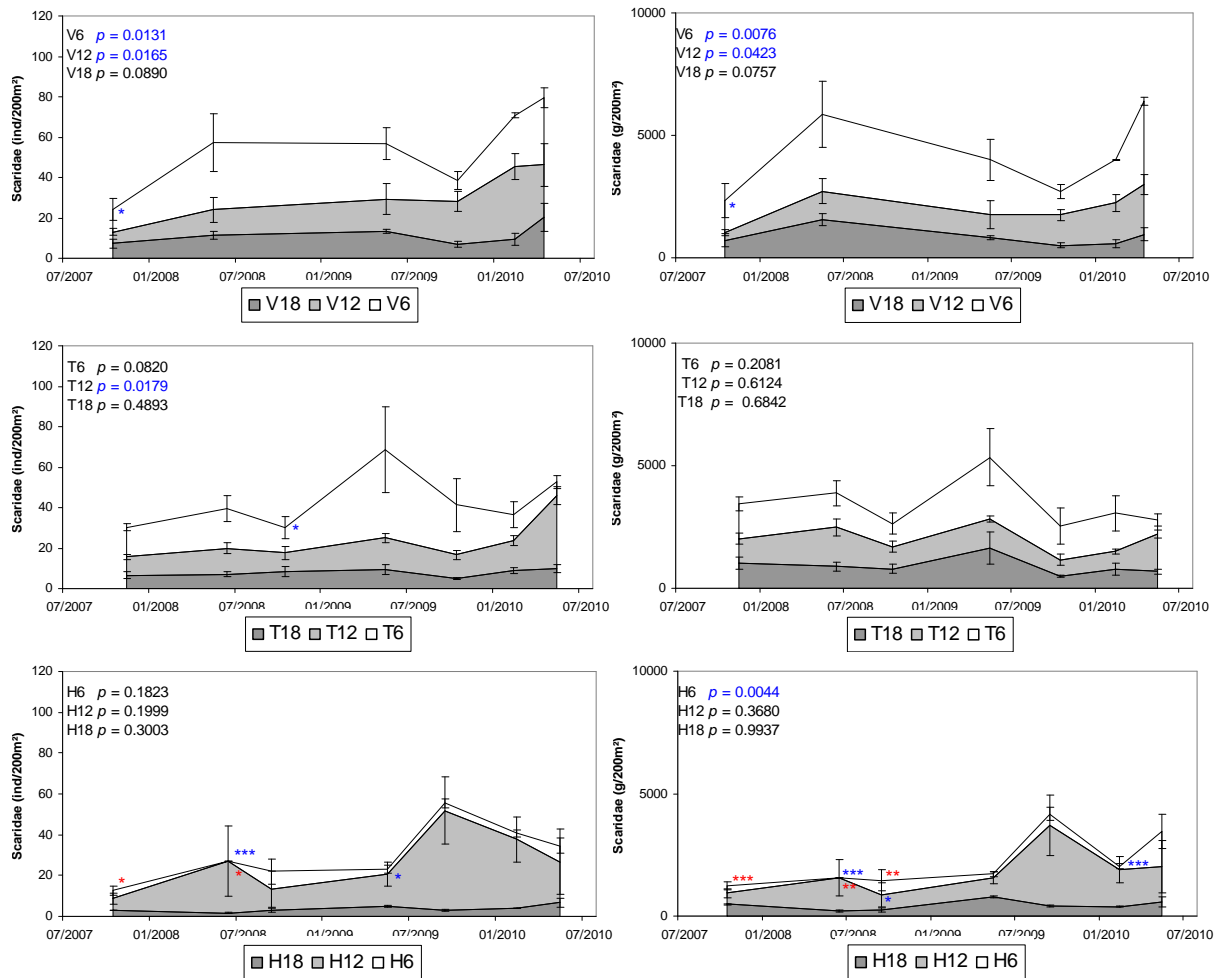 Scaridae (ind/200m²)
120
100
80
60
40
20
0
V6 p = 0.0131
V12 p = 0.0165
V18 p = 0.0890
*
07/2007 01/2008 07/2008 01/2009 07/2009 01/2010 07/2010
V18 V12 V6
Scaridae (g/200m²)
10000
5000
0
V6 p = 0.0076
V12 p = 0.0423
V18 p = 0.0757
*
07/2007 01/2008 07/2008 01/2009 07/2009 01/2010 07/2010
V18 V12 V6
Scaridae (ind/200m²)
120
100
80
60
40
20
0
T6 p = 0.0820
T12 p = 0.0179
T18 p = 0.4893
*
07/2007 01/2008 07/2008 01/2009 07/2009 01/2010 07/2010
T18 T12 T6
Scaridae (g/200m²)
10000
5000
0
T6 p = 0.2081
T12 p = 0.6124
T18 p = 0.6842
07/2007 01/2008 07/2008 01/2009 07/2009 01/2010 07/2010
T18 T12 T6
Scaridae (ind/200m²)
120
100
80
60
40
20
0
H6 p = 0.1823
H12 p = 0.1999
H18 p = 0.3003
*
***
*
*
07/2007 01/2008 07/2008 01/2009 07/2009 01/2010 07/2010
H18 H12 H6
Scaridae (g/200m²)
10000
5000
0
H6 p = 0.0044
H12 p = 0.3680
H18 p = 0.9937
*** *** ** ***
** *
07/2007 01/2008 07/2008 01/2009 07/2009 01/2010 07/2010
H18 H12 H6